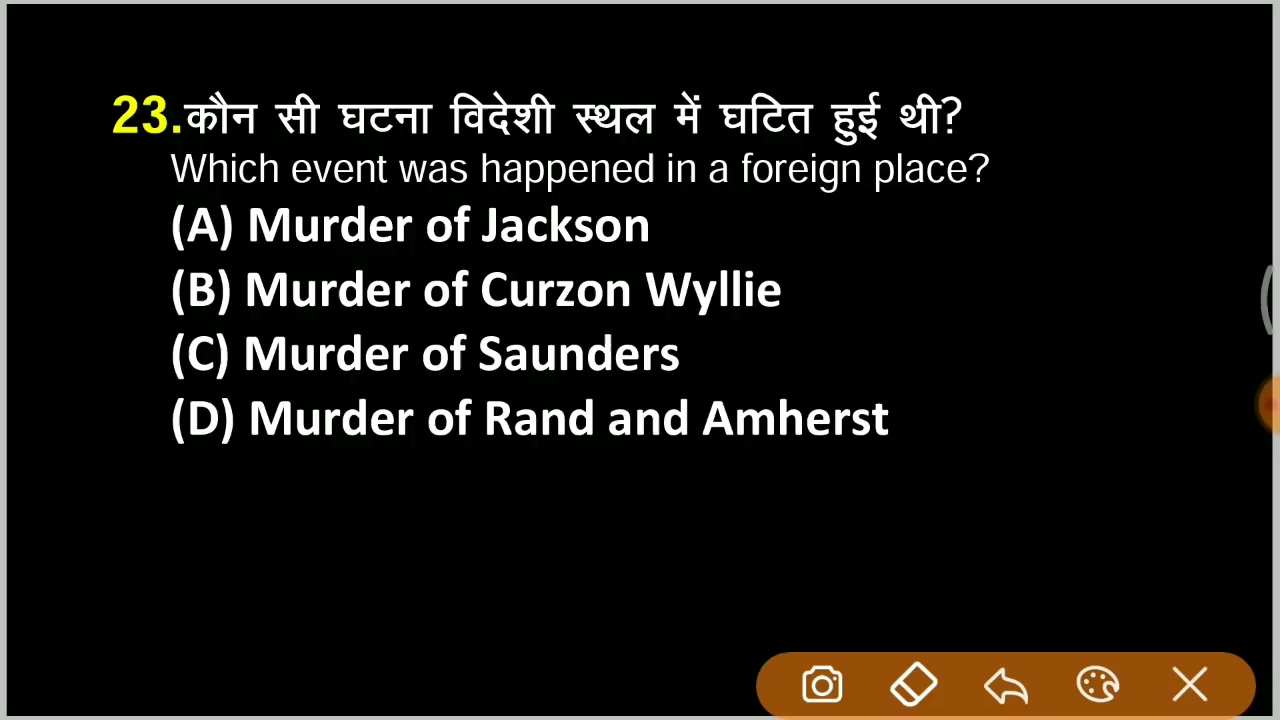 23.कौन सी घटना विदेशी स्थल में घटित हुई थी?
Which event was happened in a foreign place?
(A) Murder of Jackson
(B) Murder of Curzon Wyllie
(C) Murder of Saunders
(D) Murder of Rand and Amherst